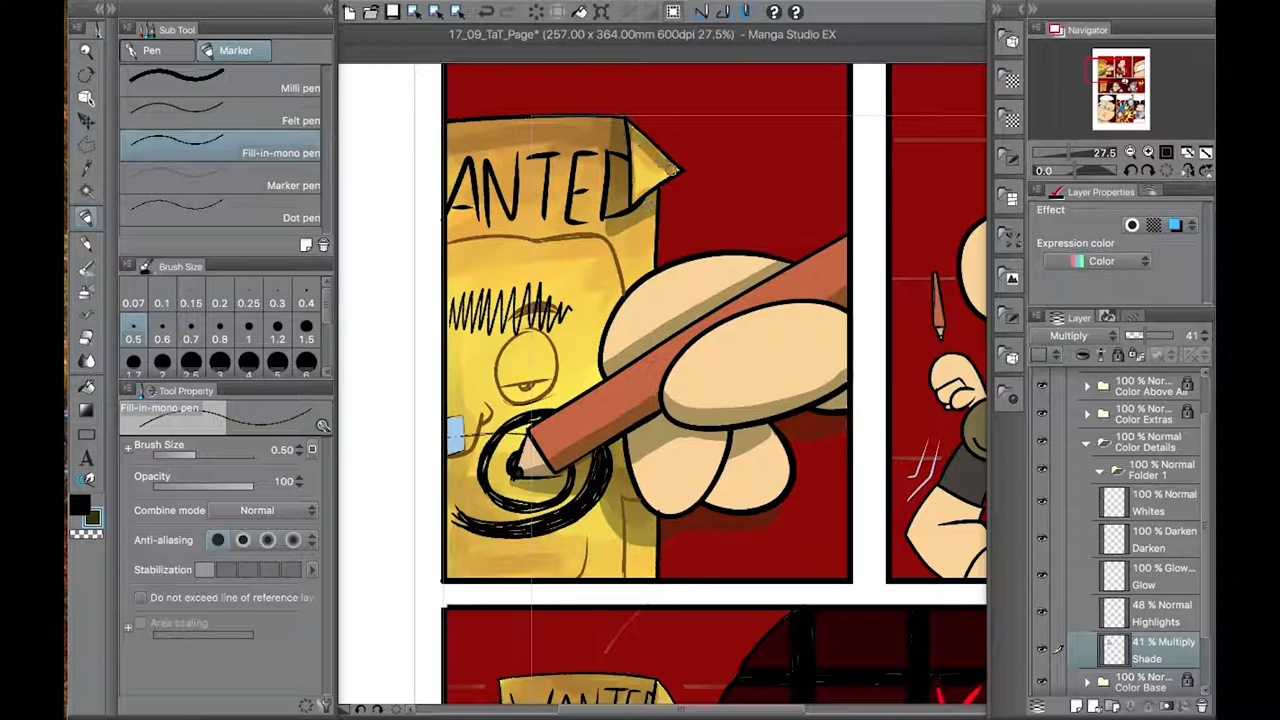 17_09_TaT_Page* (257.00 x 364.00mm 600dpi 27.5%) - Manga Studio EX
Sub Tool
Pen
Marker
Milli pen
Felt pen
Fill-in-mono pen
Marker pen
Dot pen
Brush Size
0.07 0.1 0.15 0.2 0.25 0.3 0.4
0.5 0.6 0.7 0.8 1 1.2 1.5
Tool Property
Fill-in-mono pen
Brush Size 0.50
Opacity 100
Combine mode Normal
Anti-aliasing
Stabilization
Do not exceed line of reference lay
Area scaling
ANTED
WANTED
Navigator
27.5
0.0
Layer Properties
Effect
Expression color
Color
Layer
Multiply 41
100 % Nor...
Color Above All
100 % Nor...
Color Extras
100 % Normal
Color Details
100 % Normal
Folder 1
100 % Normal
Whites
100 % Darken
Darken
100 % Glow...
Glow
48 % Normal
Highlights
41 % Multiply
Shade
100 % Nor...
Color Base